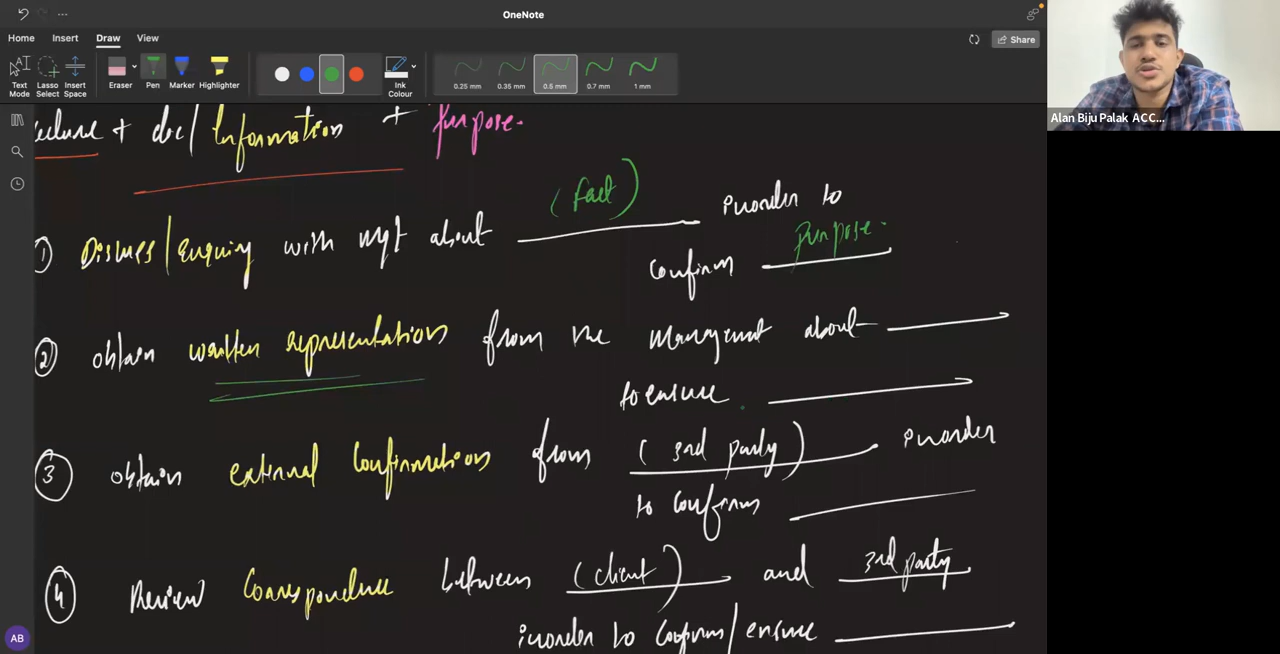 OneNote
Home Insert Draw View
Share
Text Mode
Lasso Select
Insert Space
Eraser
Pen
Marker
Highlighter
Ink Colour
0.25 mm
0.35 mm
0.5 mm
0.7 mm
1 mm
Alan Biju Palak ACC...
+ doc/ Information + purpose.
① Discuss/Enquiry with mgt about (fact) inorder to
confirm purpose.
② obtain written representations from the management about
to ensure
③ obtain external confirmations from (3rd party) inorder
to confirm
④ Review Correspondence between (client) and 3rd party
inorder to confirm/ensure
AB